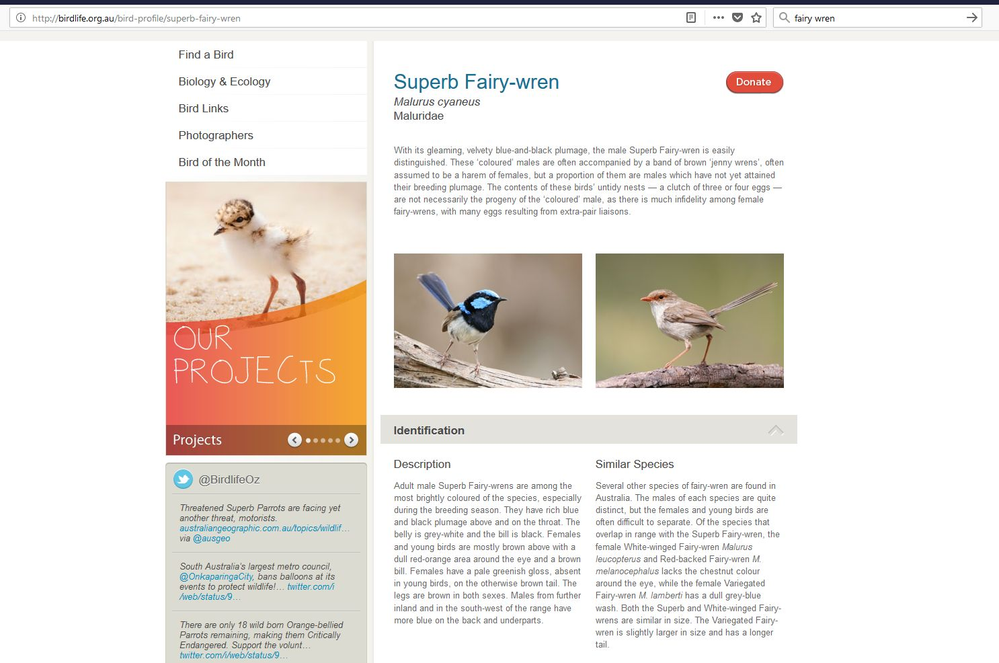 http://birdlife.org.au/bird-profile/superb-fairy-wren
fairy wren
Find a Bird
Biology & Ecology
Bird Links
Photographers
Bird of the Month
OUR
PROJECTS
Projects
@BirdlifeOz
Threatened Superb Parrots are facing yet
another threat, motorists.
australiangeographic.com.au/topics/wildlif…
via @ausgeo
South Australia's largest metro council,
@OnkaparingaCity, bans balloons at its
events to protect wildlife!… twitter.com/i
/web/status/9…
There are only 18 wild born Orange-bellied
Parrots remaining, making them Critically
Endangered. Support the volunt…
twitter.com/i/web/status/9…
Superb Fairy-wren
Donate
Malurus cyaneus
Maluridae
With its gleaming, velvety blue-and-black plumage, the male Superb Fairy-wren is easily
distinguished. These ‘coloured’ males are often accompanied by a band of brown ‘jenny wrens’, often
assumed to be a harem of females, but a proportion of them are males which have not yet attained
their breeding plumage. The contents of these birds’ untidy nests — a clutch of three or four eggs —
are not necessarily the progeny of the ‘coloured’ male, as there is much infidelity among female
fairy-wrens, with many eggs resulting from extra-pair liaisons.
Identification
Description
Adult male Superb Fairy-wrens are among the
most brightly coloured of the species, especially
during the breeding season. They have rich blue
and black plumage above and on the throat. The
belly is grey-white and the bill is black. Females
and young birds are mostly brown above with a
dull red-orange area around the eye and a brown
bill. Females have a pale greenish gloss, absent
in young birds, on the otherwise brown tail. The
legs are brown in both sexes. Males from further
inland and in the south-west of the range have
more blue on the back and underparts.
Similar Species
Several other species of fairy-wren are found in
Australia. The males of each species are quite
distinct, but the females and young birds are
often difficult to separate. Of the species that
overlap in range with the Superb Fairy-wren, the
female White-winged Fairy-wren Malurus
leucopterus and Red-backed Fairy-wren M.
melanocephalus lacks the chestnut colour
around the eye, while the female Variegated
Fairy-wren M. lamberti has a dull grey-blue
wash. Both the Superb and White-winged Fairy-
wrens are similar in size. The Variegated Fairy-
wren is slightly larger in size and has a longer
tail.